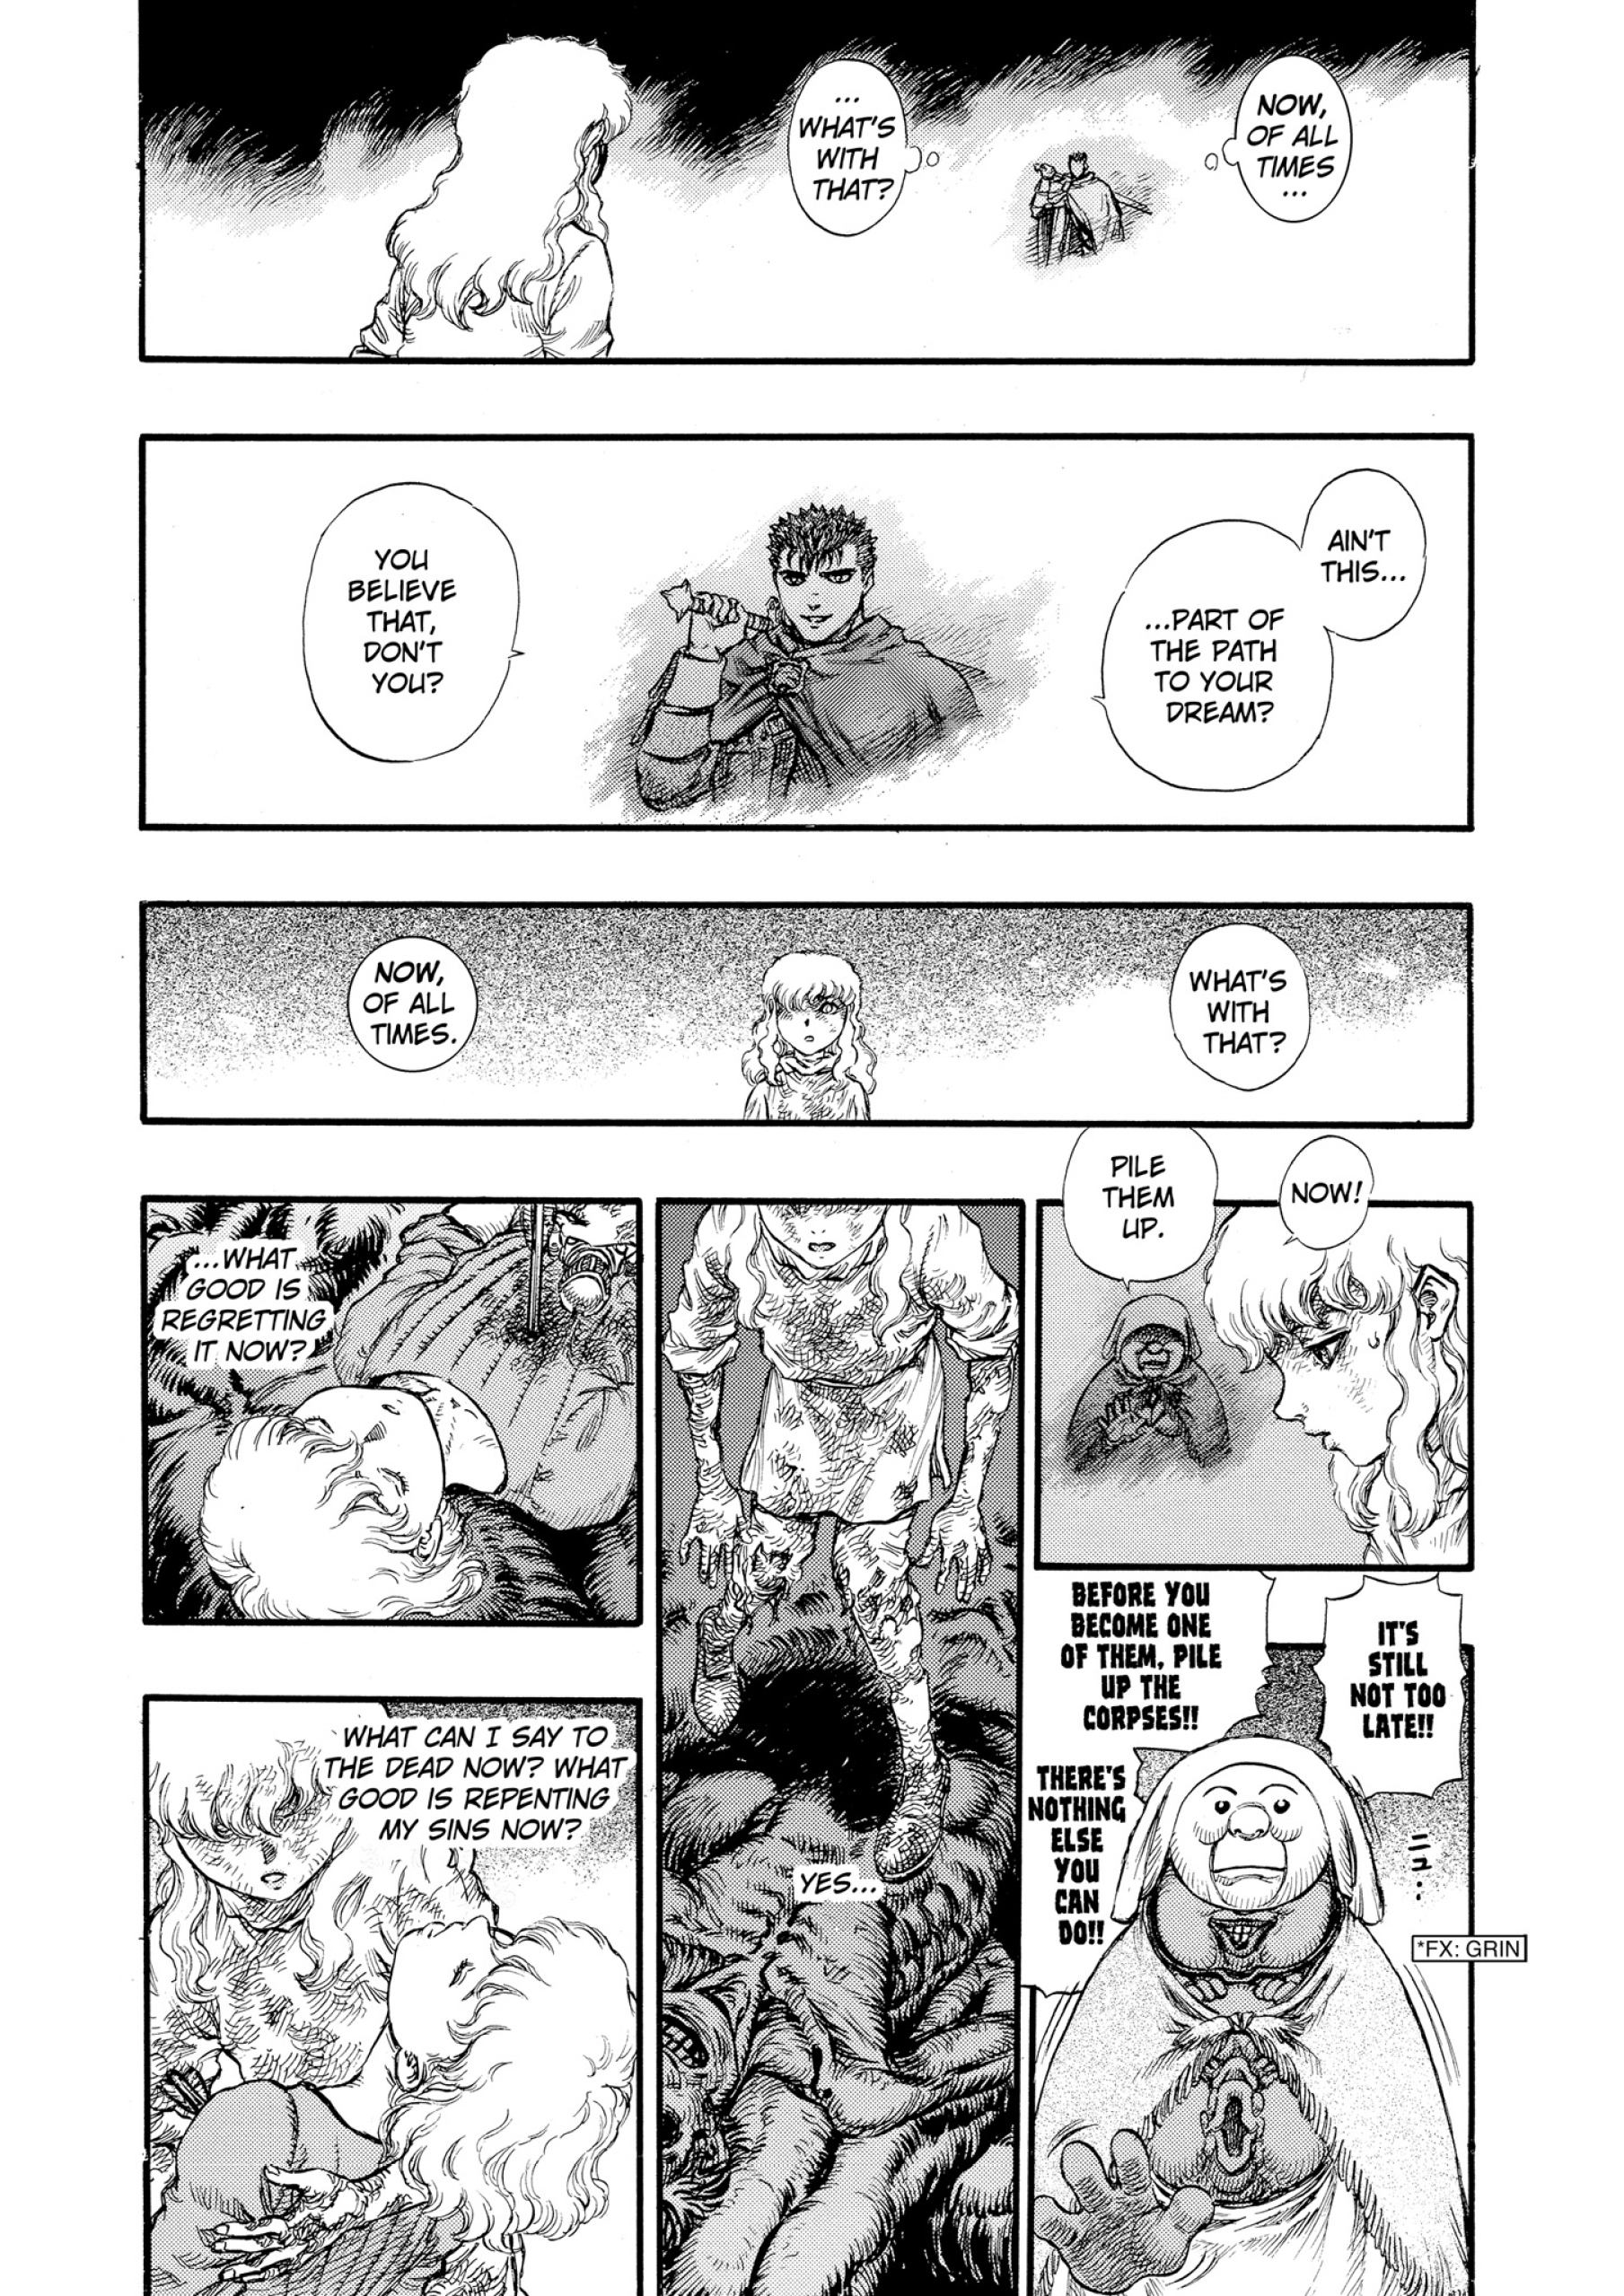 NOW,
OF ALL
TIMES
...
...
WHAT'S
WITH
THAT?
AIN'T
THIS...
...PART OF
THE PATH
TO YOUR
DREAM?
YOU
BELIEVE
THAT,
DON'T
YOU?
WHAT'S
WITH
THAT?
NOW,
OF ALL
TIMES.
NOW!
PILE
THEM
UP.
IT'S
STILL
NOT TOO
LATE!!
BEFORE YOU
BECOME ONE
OF THEM, PILE
UP THE
CORPSES!!
THERE'S
NOTHING
ELSE
YOU
CAN
DO!!
ニュ..
*FX: GRIN
YES...
...WHAT
GOOD IS
REGRETTING
IT NOW?
WHAT CAN I SAY TO
THE DEAD NOW? WHAT
GOOD IS REPENTING
MY SINS NOW?